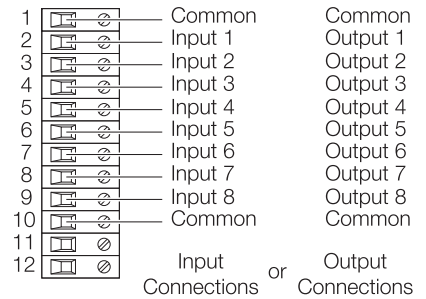 1 Common Common
2 Input 1 Output 1
3 Input 2 Output 2
4 Input 3 Output 3
5 Input 4 Output 4
6 Input 5 Output 5
7 Input 6 Output 6
8 Input 7 Output 7
9 Input 8 Output 8
10 Common Common
11
12
Input Connections or Output Connections